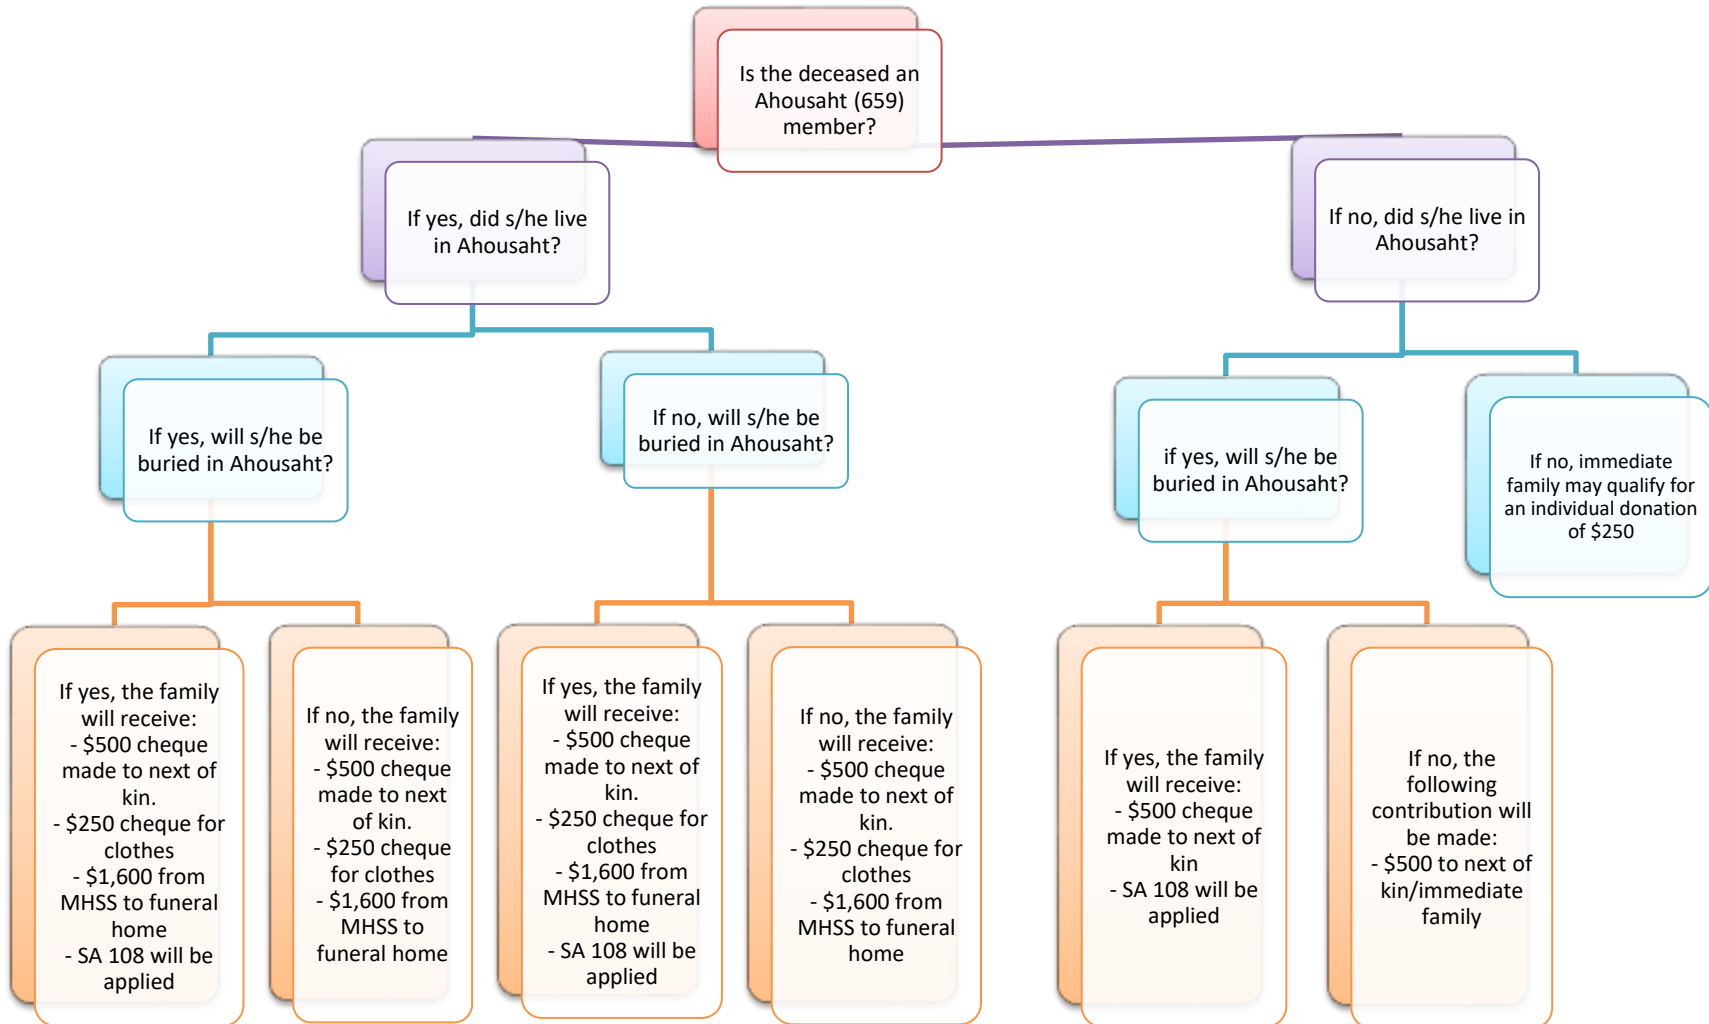 Is the deceased an
Ahousaht (659)
member?
If yes, did s/he live
in Ahousaht?
If no, did s/he live in
Ahousaht?
If yes, will s/he be
buried in Ahousaht?
If no, will s/he be
buried in Ahousaht?
if yes, will s/he be
buried in Ahousaht?
If no, immediate
family may qualify for
an individual donation
of $250
If yes, the family
will receive:
- $500 cheque
made to next of
kin.
- $250 cheque for
clothes
- $1,600 from
MHSS to funeral
home
- SA 108 will be
applied
If no, the family
will receive:
- $500 cheque
made to next
of kin.
- $250 cheque
for clothes
- $1,600 from
MHSS to
funeral home
If yes, the family
will receive:
- $500 cheque
made to next of
kin.
- $250 cheque for
clothes
- $1,600 from
MHSS to funeral
home
- SA 108 will be
applied
If no, the family
will receive:
- $500 cheque
made to next of
kin.
- $250 cheque for
clothes
- $1,600 from
MHSS to funeral
home
If yes, the family
will receive:
- $500 cheque
made to next of
kin
- SA 108 will be
applied
If no, the
following
contribution will
be made:
- $500 to next of
kin/immediate
family